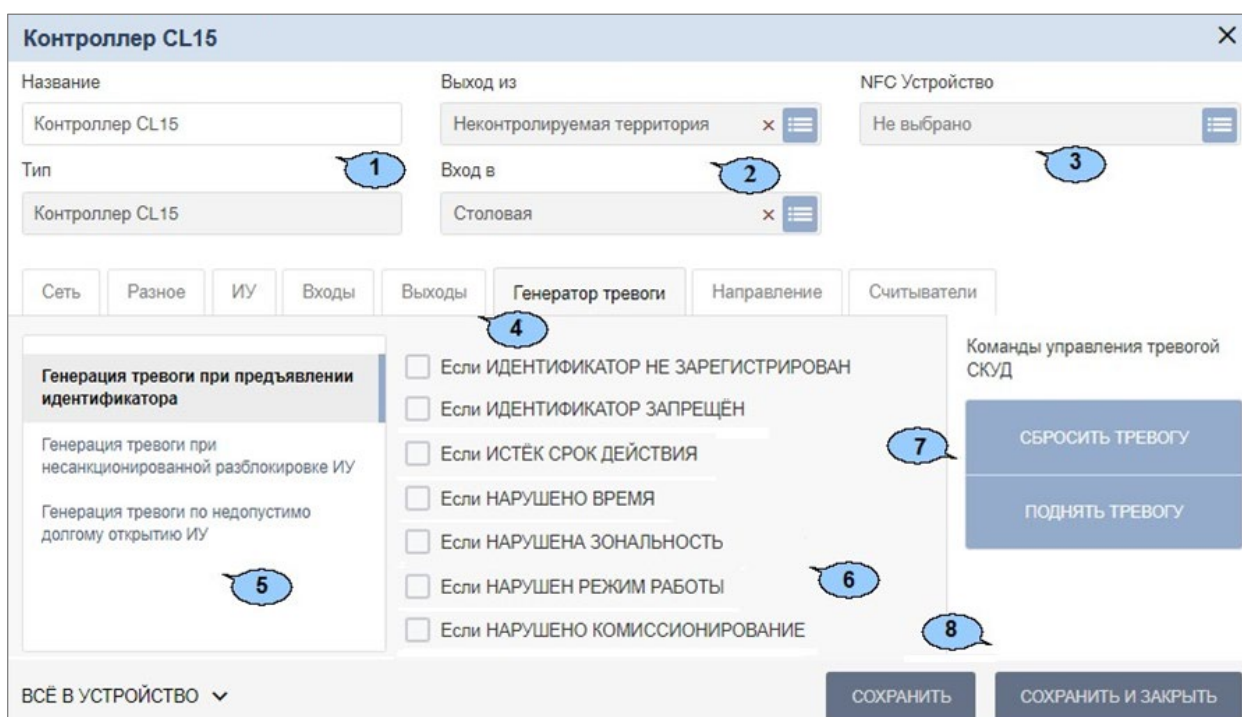 Контроллер CL15
Название
Выход из
NFC Устройство
Контроллер CL15
Неконтролируемая территория
Не выбрано
1
2
3
Тип
Вход в
Контроллер CL15
Столовая
Сеть
Разное
ИУ
Входы
Выходы
Генератор тревоги
Направление
Считыватели
4
Генерация тревоги при предъявлении
идентификатора
Генерация тревоги при
несанкционированной разблокировке ИУ
Генерация тревоги по недопустимо
долгому открытию ИУ
5
Если ИДЕНТИФИКАТОР НЕ ЗАРЕГИСТРИРОВАН
Если ИДЕНТИФИКАТОР ЗАПРЕЩЁН
Если ИСТЁК СРОК ДЕЙСТВИЯ
Если НАРУШЕНО ВРЕМЯ
Если НАРУШЕНА ЗОНАЛЬНОСТЬ
Если НАРУШЕН РЕЖИМ РАБОТЫ
Если НАРУШЕНО КОМИССИОНИРОВАНИЕ
6
Команды управления тревогой
СКУД
7
СБРОСИТЬ ТРЕВОГУ
ПОДНЯТЬ ТРЕВОГУ
8
ВСЁ В УСТРОЙСТВО
СОХРАНИТЬ
СОХРАНИТЬ И ЗАКРЫТЬ